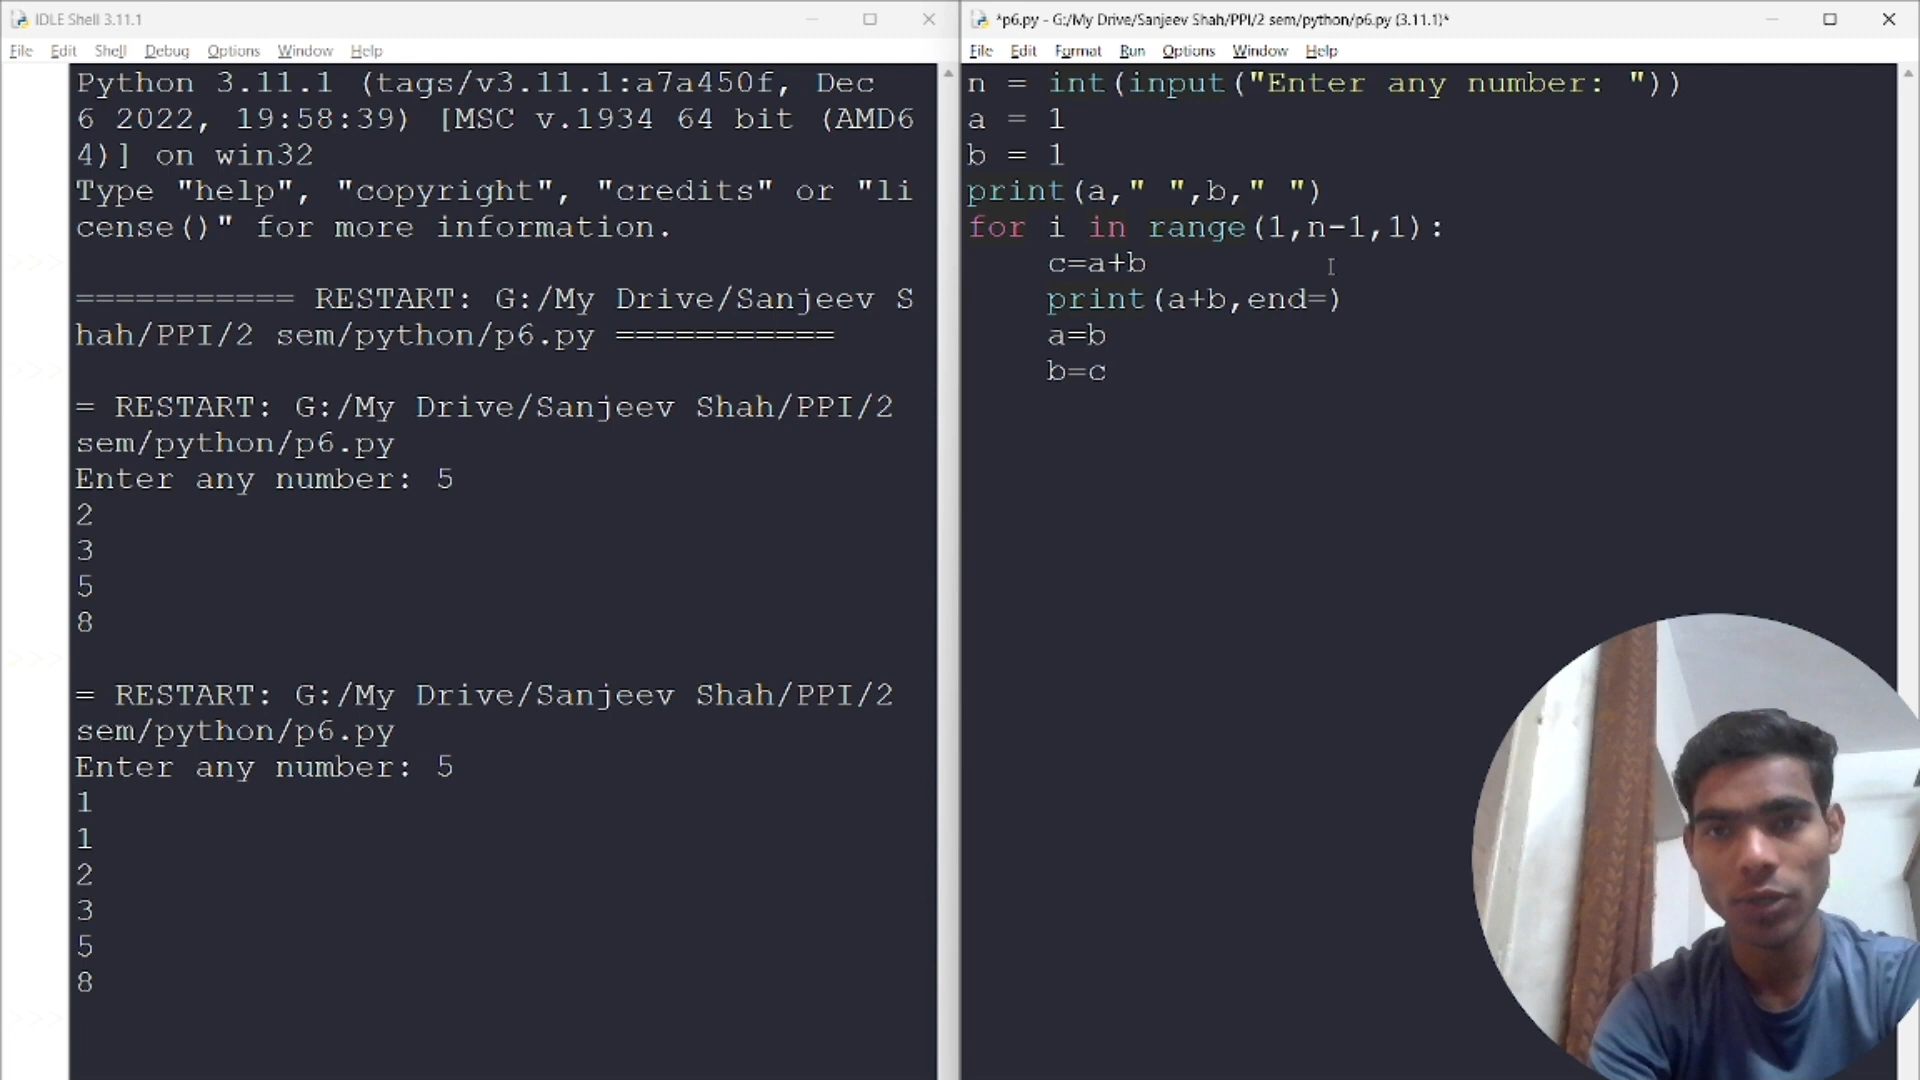 IDLE Shell 3.11.1
File Edit Shell Debug Options Window Help
Python 3.11.1 (tags/v3.11.1:a7a450f, Dec
6 2022, 19:58:39) [MSC v.1934 64 bit (AMD6
4)] on win32
Type "help", "copyright", "credits" or "li
cense()" for more information.
>>>
=========== RESTART: G:/My Drive/Sanjeev S
hah/PPI/2 sem/python/p6.py ===========
>>>
= RESTART: G:/My Drive/Sanjeev Shah/PPI/2
sem/python/p6.py
Enter any number: 5
2
3
5
8
>>>
= RESTART: G:/My Drive/Sanjeev Shah/PPI/2
sem/python/p6.py
Enter any number: 5
1
1
2
3
5
8
>>>
*p6.py - G:/My Drive/Sanjeev Shah/PPI/2 sem/python/p6.py (3.11.1)*
File Edit Format Run Options Window Help
n = int(input("Enter any number: "))
a = 1
b = 1
print(a," ",b," ")
for i in range(1,n-1,1):
    c=a+b
    print(a+b,end=)
    a=b
    b=c